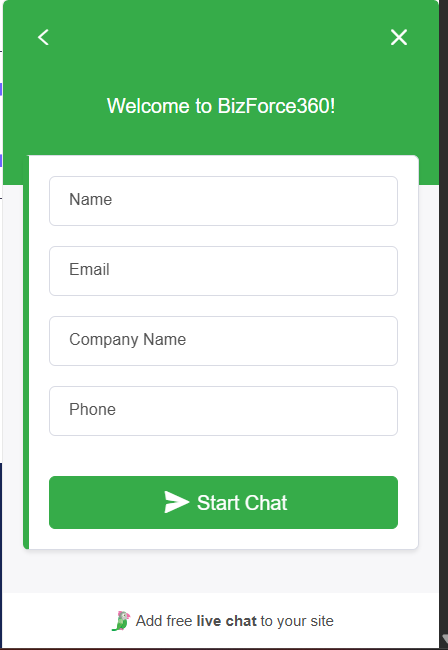 Welcome to BizForce360!
Name
Email
Company Name
Phone
Start Chat
Add free live chat to your site